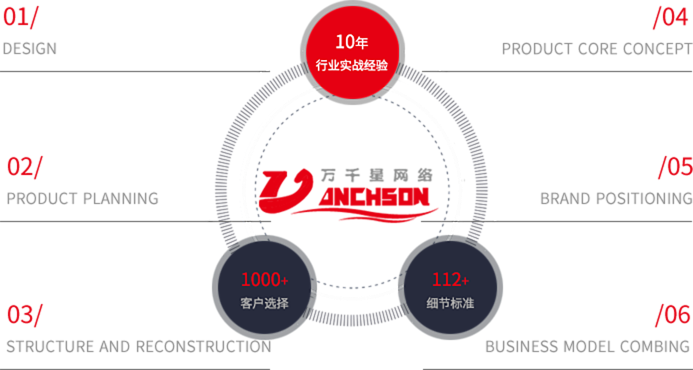 01/
DESIGN
02/
PRODUCT PLANNING
03/
STRUCTURE AND RECONSTRUCTION
10年
行业实战经验
万千星网络
ANCHSON
1000+
客户选择
112+
细节标准
/04
PRODUCT CORE CONCEPT
/05
BRAND POSITIONING
/06
BUSINESS MODEL COMBING